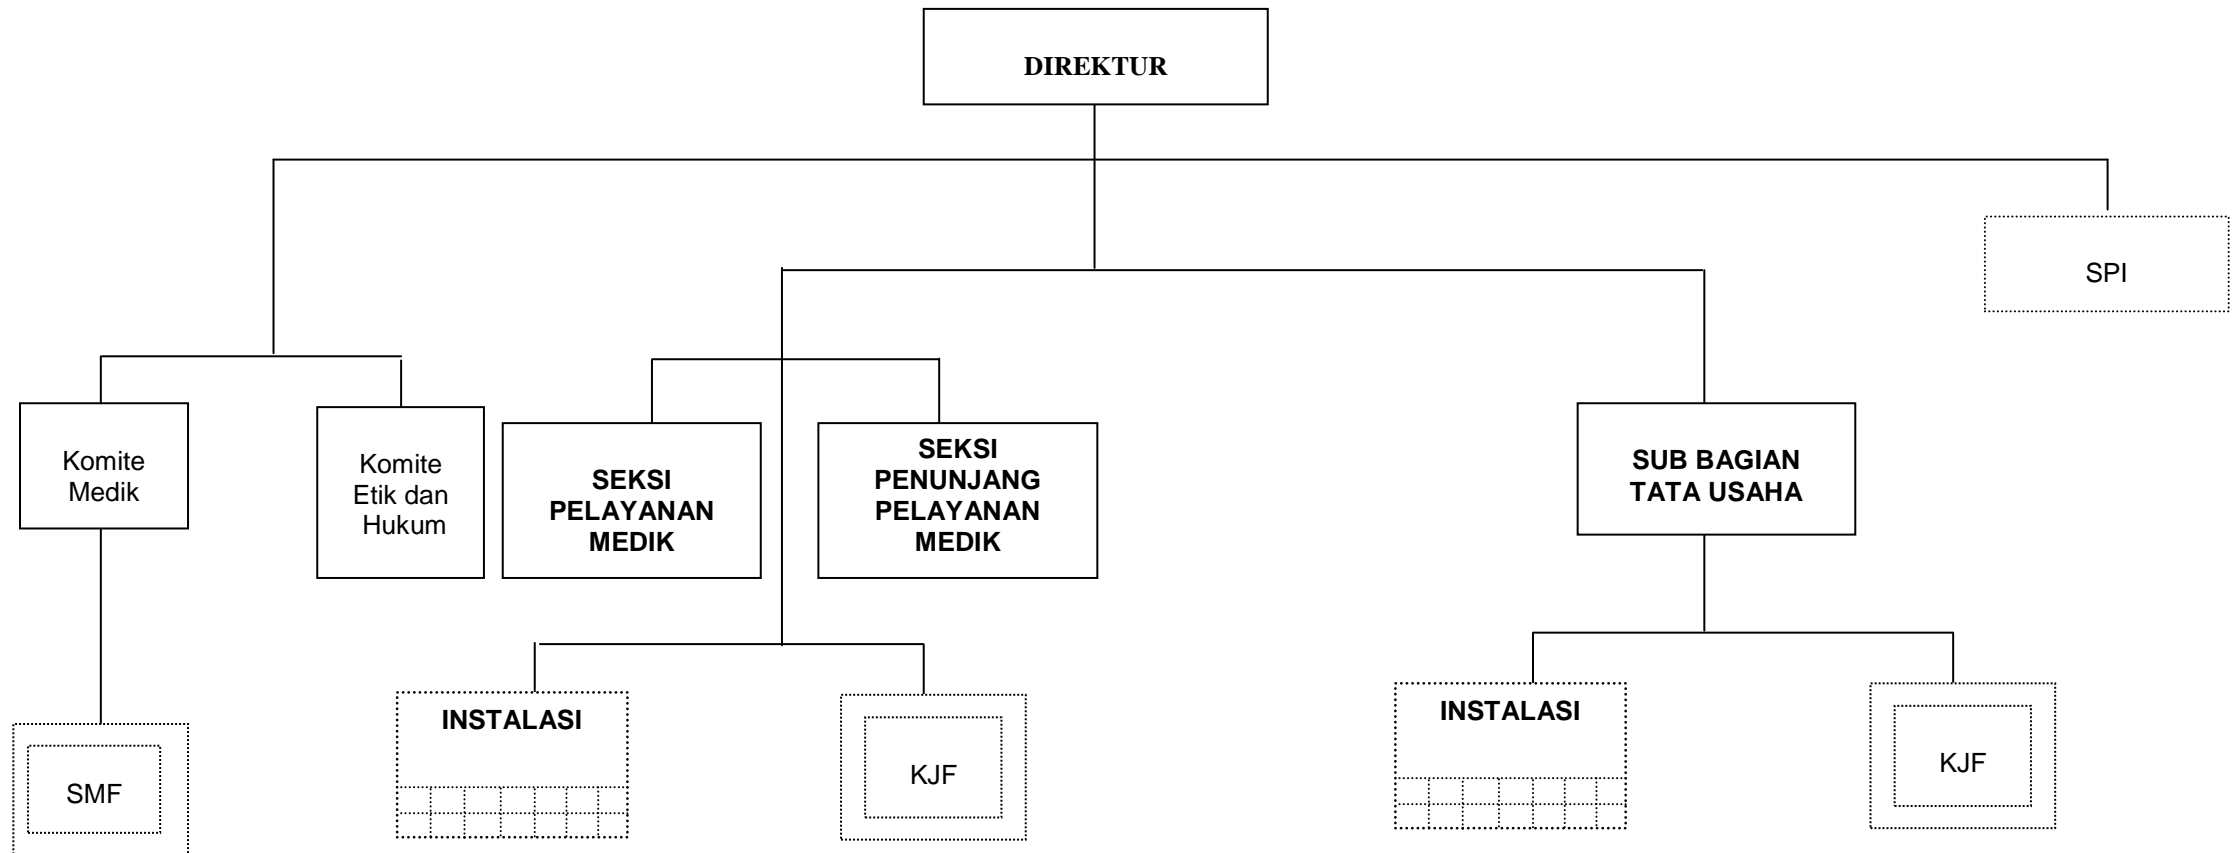 DIREKTUR
SPI
Komite
Medik
Komite
Etik dan
Hukum
SEKSI
PELAYANAN
MEDIK
SEKSI
PENUNJANG
PELAYANAN
MEDIK
SUB BAGIAN
TATA USAHA
SMF
INSTALASI
KJF
INSTALASI
KJF